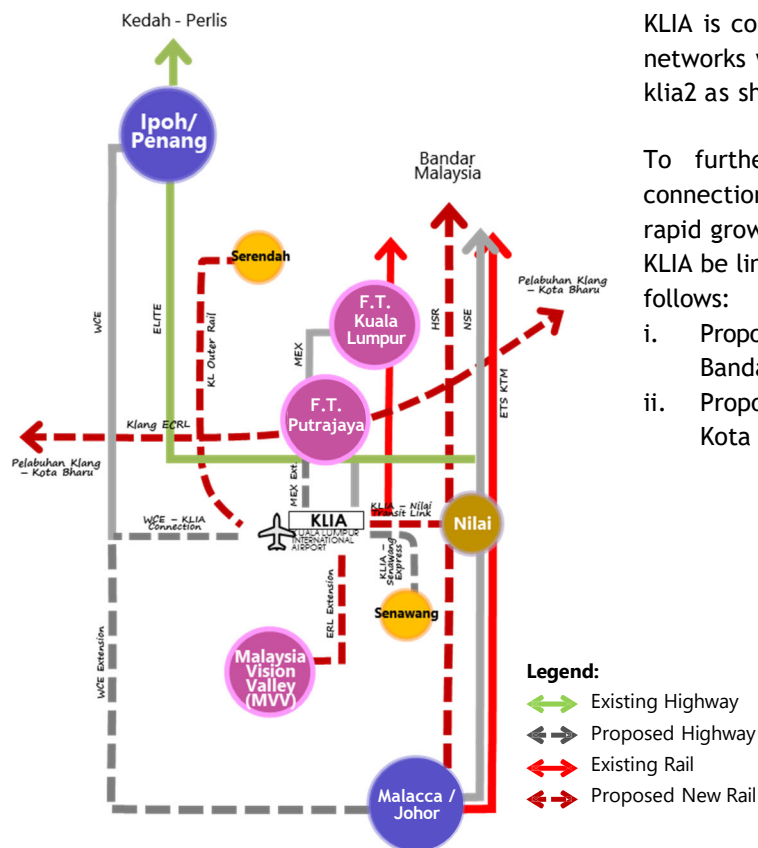 Kedah - Perlis
Ipoh/
Penang
Bandar
Malaysia
Serendah
F.T.
Kuala
Lumpur
Pelabuhan Klang
– Kota Bharu
WCE
ELITE
KL Outer Rail
MEX
HSR
NSE
ETS KTM
F.T.
Putrajaya
Klang ECRL
Pelabuhan Klang
– Kota Bharu
MEX Ext
WCE – KLIA
Connection
KLIA
KUALA LUMPUR
INTERNATIONAL
AIRPORT
KLIA – Nilai
Transit Link
Nilai
KLIA –
Senawang
Express
Senawang
ERL Extension
WCE Extension
Malaysia
Vision
Valley
(MVV)
Malacca /
Johor
Legend:
Existing Highway
Proposed Highway
Existing Rail
Proposed New Rail
KLIA is co
networks
klia2 as sh
To furthe
connection
rapid grow
KLIA be lin
follows:
i. Propo
Banda
ii. Propo
Kota